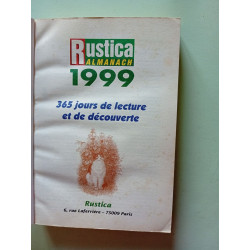 Rustica
ALMANACH
1999
365 jours de lecture
et de découverte
Rustica
6, rue Laferrière - 75009 Paris